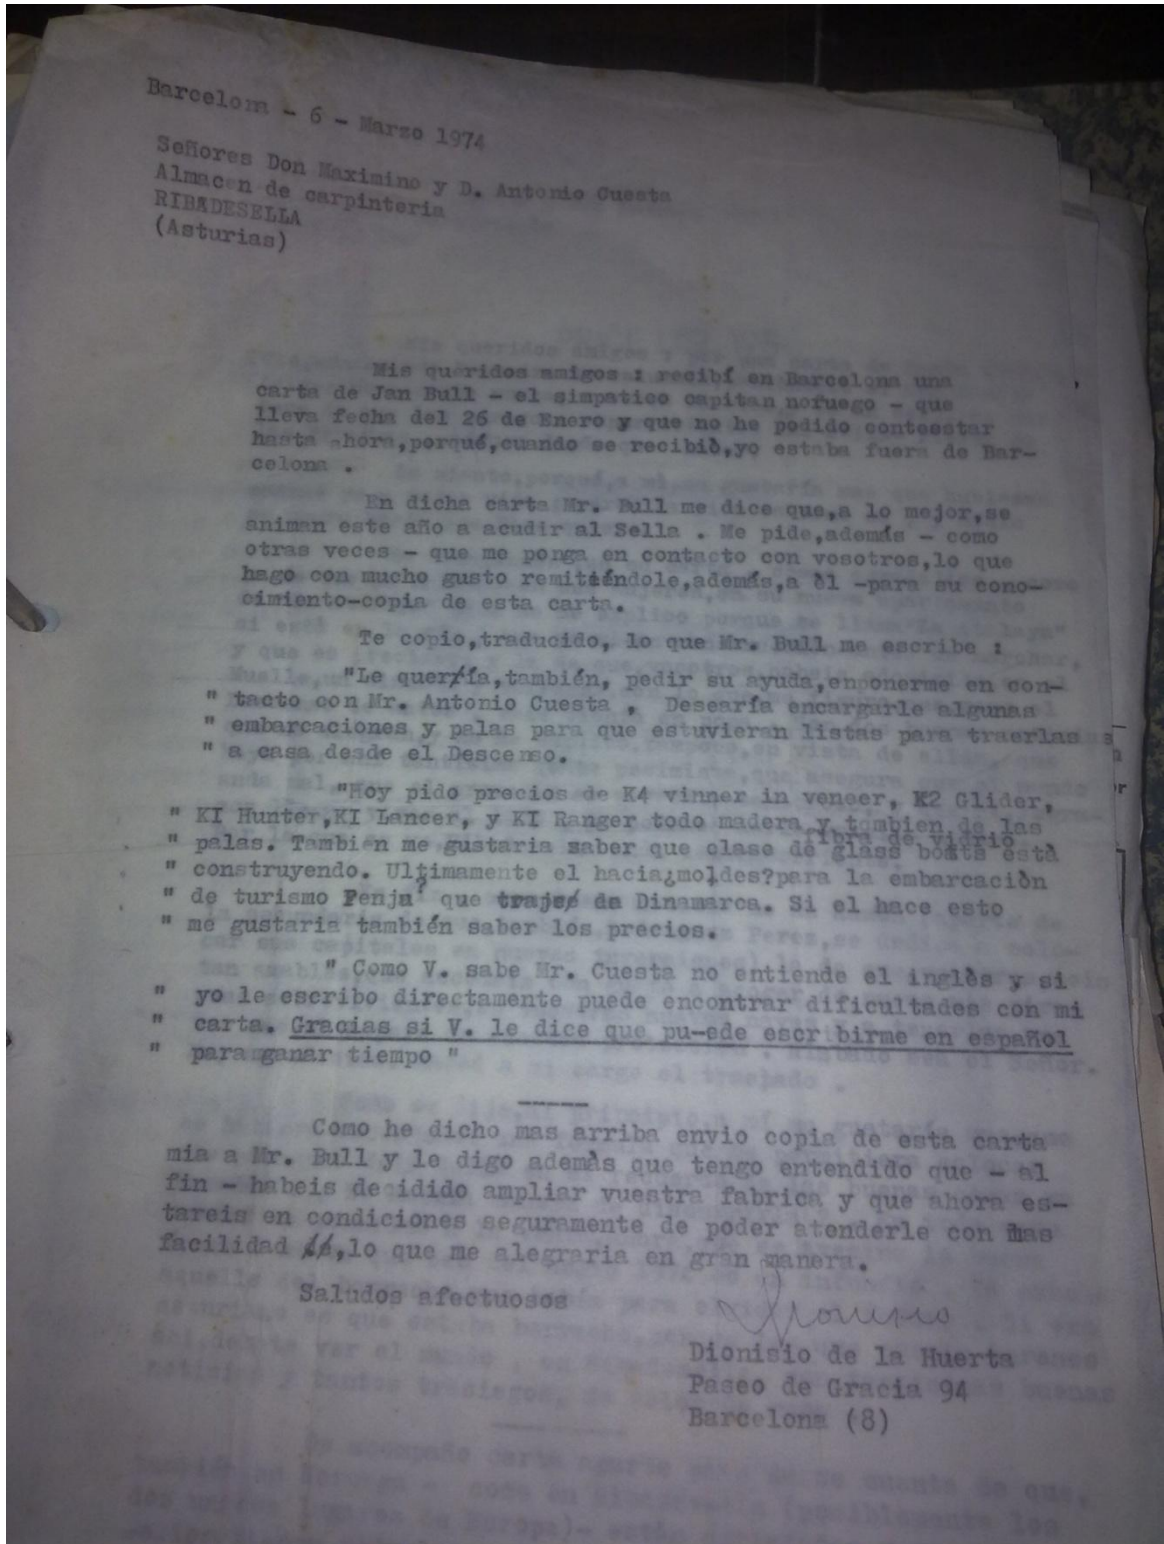 Barcelona - 6 - Marzo 1974
Señores Don Maximino y D. Antonio Cuesta
Almacen de carpinteria
RIBADESELLA
(Asturias)
Mis queridos amigos : recibí en Barcelona una
carta de Jan Bull - el simpatico capitan noruego - que
lleva fecha del 26 de Enero y que no he podido conteestar
hasta ahora,porqué,cuando se recibiò,yo estaba fuera de Bar-
celona .
En dicha carta Mr. Bull me dice que,a lo mejor,se
animan este año a acudir al Sella . Me pide,además - como
otras veces - que me ponga en contacto con vosotros,lo que
hago con mucho gusto remitiéndole,además,a èl -para su cono-
cimiento-copia de esta carta.
Te copio,traducido, lo que Mr. Bull me escribe :
"Le querría,también, pedir su ayuda,enponerme en con-
" tacto con Mr. Antonio Cuesta . Desearía encargarle algunas
" embarcaciones y palas para que estuvieran listas para traerlas
" a casa desde el Descenso.
"Hoy pido precios de K4 vinner in veneer, K2 Glider,
" KI Hunter,KI Lancer, y KI Ranger todo madera y tambien de las
fibra de vidrio
" palas. Tambien me gustaria saber que clase de glass boats està
" construyendo. Ultimamente el hacia¿moldes?para la embarcaciòn
" de turismo Fenja ? que traje de Dinamarca. Si el hace esto
" me gustaria también saber los precios.
" Como V. sabe Mr. Cuesta no entiende el inglès y si
" yo le escribo directamente puede encontrar dificultades con mi
" carta. Gracias si V. le dice que pu-ede escribirme en español
" para ganar tiempo "
Como he dicho mas arriba envio copia de esta carta
mia a Mr. Bull y le digo ademàs que tengo entendido que - al
fin - habeis decidido ampliar vuestra fabrica y que ahora es-
tareis en condiciones seguramente de poder atenderle con mas
facilidad ,lo que me alegraria en gran manera.
Saludos afectuosos
Dionisio
Dionisio de la Huerta
Paseo de Gracia 94
Barcelona (8)